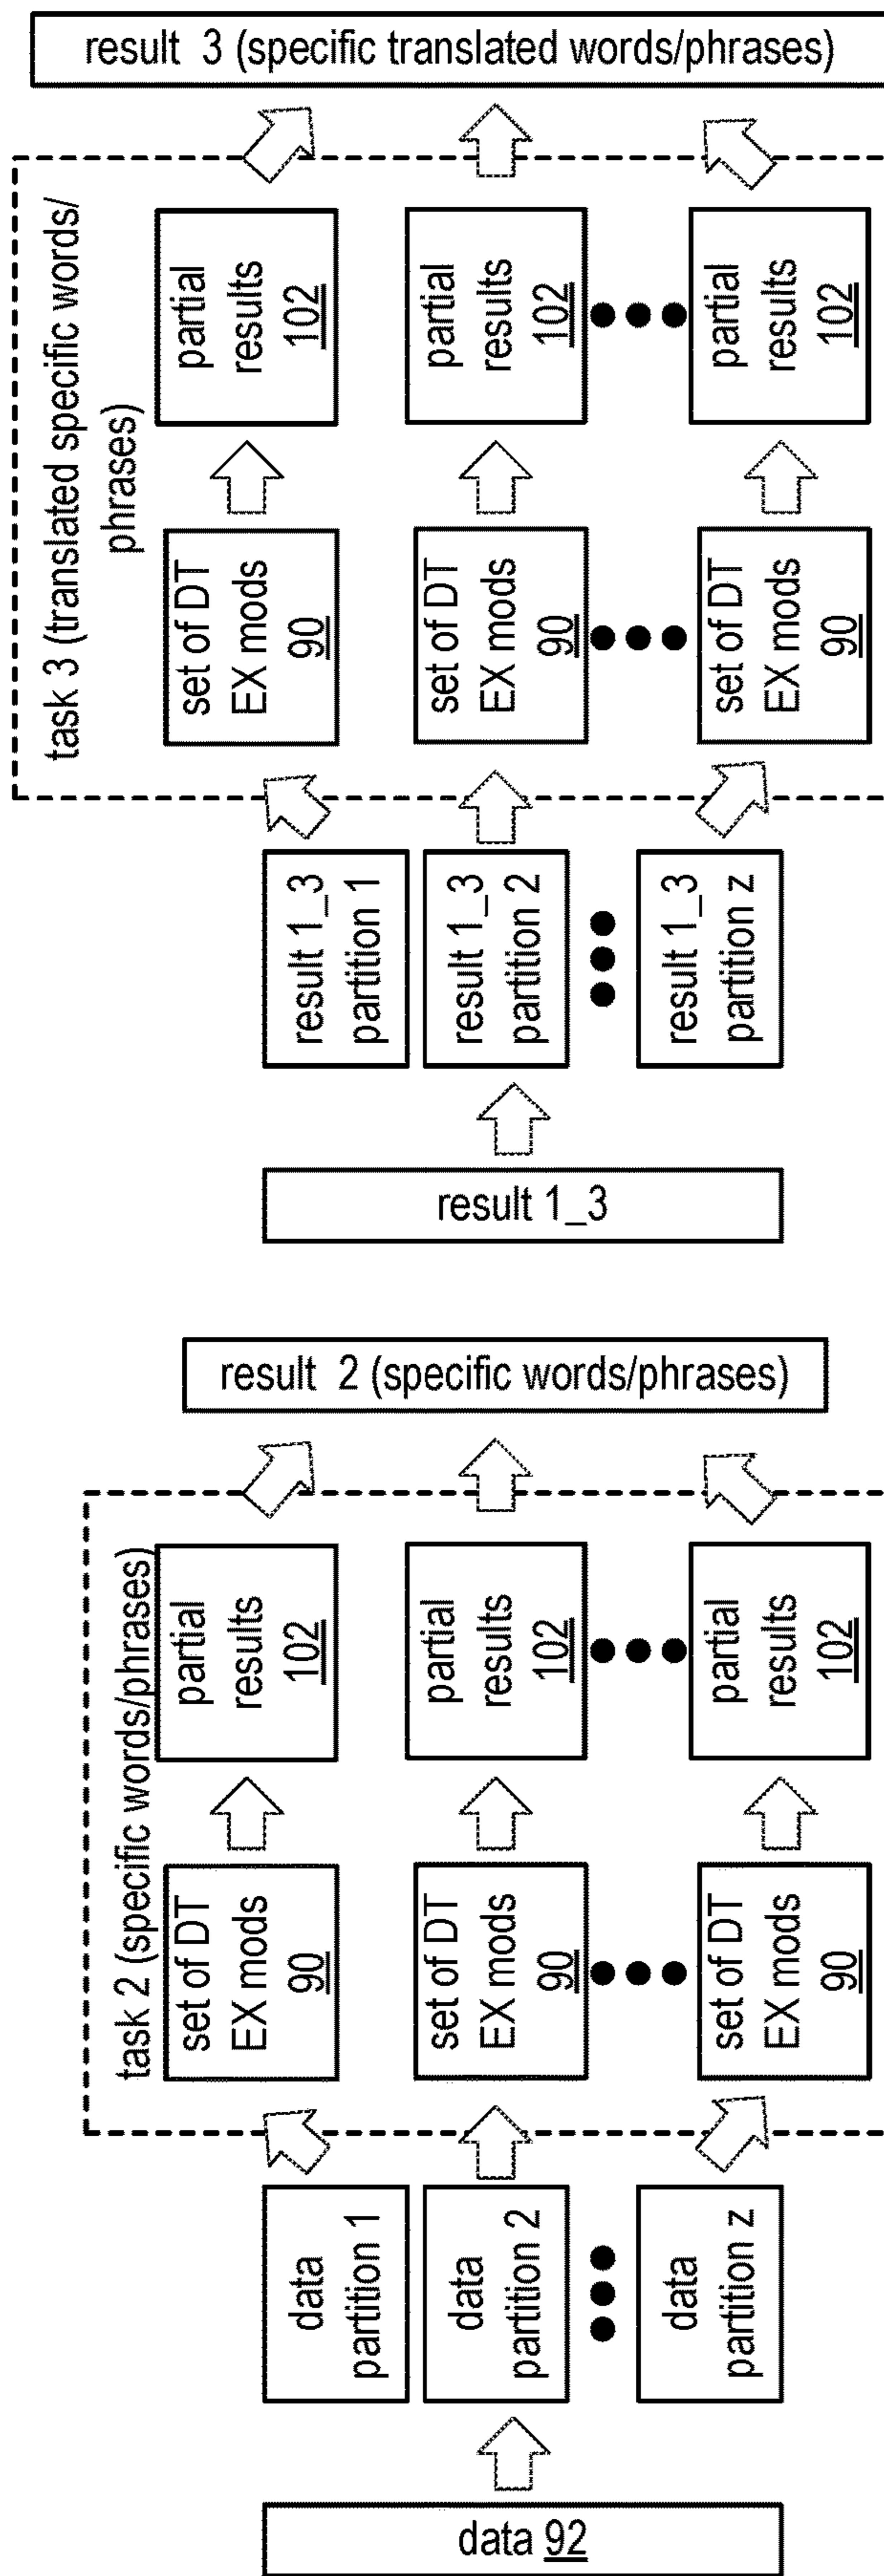 data 92
data
partition 1
data
partition 2
data
partition z
task 2 (specific words/phrases)
set of DT
EX mods
90
set of DT
EX mods
90
set of DT
EX mods
90
partial
results
102
partial
results
102
partial
results
102
result 2 (specific words/phrases)
result 1_3
result 1_3
partition 1
result 1_3
partition 2
result 1_3
partition z
task 3 (translated specific words/
phrases)
set of DT
EX mods
90
set of DT
EX mods
90
set of DT
EX mods
90
partial
results
102
partial
results
102
partial
results
102
result 3 (specific translated words/phrases)